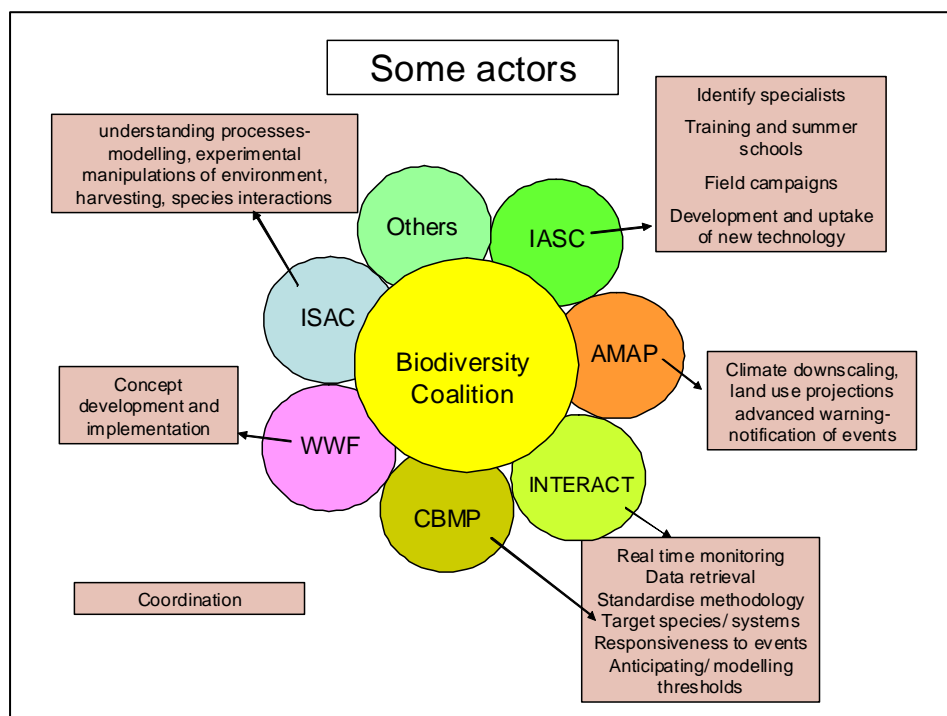 Some actors
Identify specialists
Training and summer
schools
Field campaigns
Development and uptake
of new technology
understanding processes-
modelling, experimental
manipulations of environment,
harvesting, species interactions
Others
IASC
ISAC
Biodiversity
Coalition
AMAP
Climate downscaling,
land use projections
advanced warning-
notification of events
Concept
development and
implementation
WWF
CBMP
INTERACT
Real time monitoring
Data retrieval
Standardise methodology
Target species/ systems
Responsiveness to events
Anticipating/ modelling
thresholds
Coordination